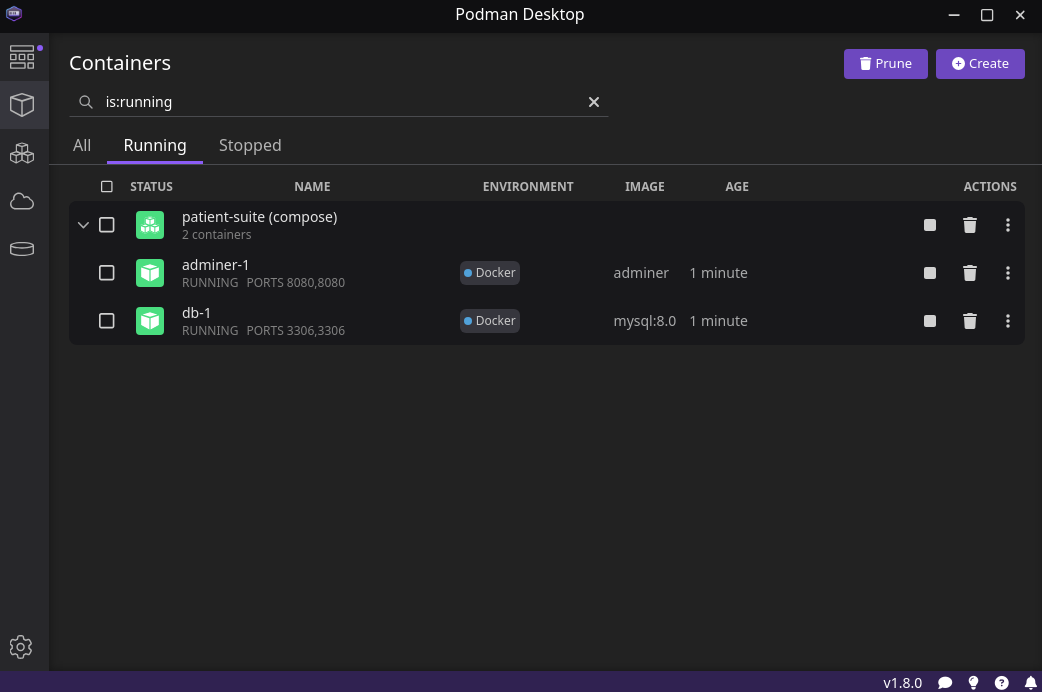 Podman Desktop
Containers
Prune
Create
is:running
All Running Stopped
STATUS NAME ENVIRONMENT IMAGE AGE ACTIONS
patient-suite (compose)
2 containers
adminer-1
RUNNING PORTS 8080,8080
Docker adminer 1 minute
db-1
RUNNING PORTS 3306,3306
Docker mysql:8.0 1 minute
v1.8.0